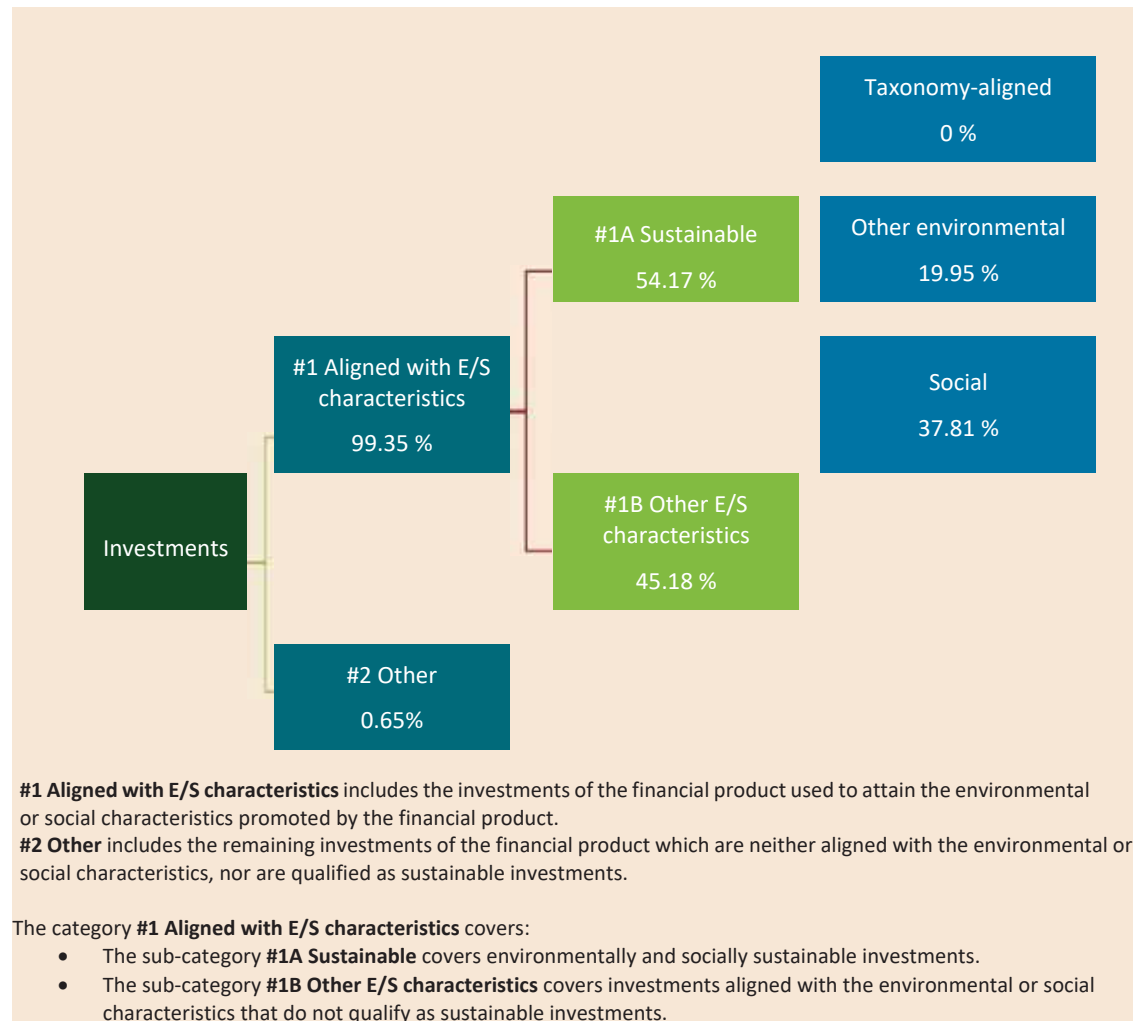 Taxonomy-aligned
0 %
#1A Sustainable
54.17 %
Other environmental
19.95 %
#1 Aligned with E/S
characteristics
99.35 %
Social
37.81 %
Investments
#1B Other E/S
characteristics
45.18 %
#2 Other
0.65%
#1 Aligned with E/S characteristics includes the investments of the financial product used to attain the environmental
or social characteristics promoted by the financial product.
#2 Other includes the remaining investments of the financial product which are neither aligned with the environmental or
social characteristics, nor are qualified as sustainable investments.
The category #1 Aligned with E/S characteristics covers:
• The sub-category #1A Sustainable covers environmentally and socially sustainable investments.
• The sub-category #1B Other E/S characteristics covers investments aligned with the environmental or social
characteristics that do not qualify as sustainable investments.